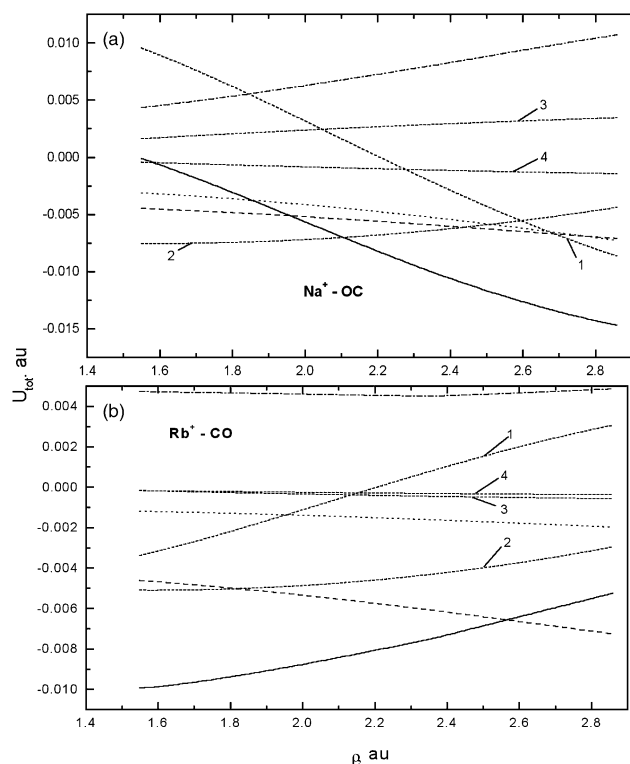 (a)
0.010
0.005
0.000
-0.005
-0.010
-0.015
3
4
2
1
Na+ - OC
1.4 1.6 1.8 2.0 2.2 2.4 2.6 2.8
U tot. au
(b)
0.004
0.002
0.000
-0.002
-0.004
-0.006
-0.008
-0.010
Rb+ - CO
1
4
3
2
1.4 1.6 1.8 2.0 2.2 2.4 2.6 2.8
ρ, au